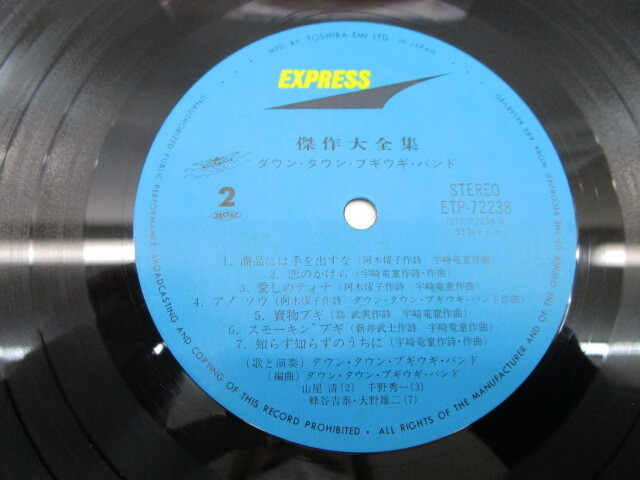 MFD. BY TOSHIBA-EMI LTD. IN JAPAN
EXPRESS
傑作大全集
ダウン・タウン・ブギウギ・バンド
2
STEREO
ETP-72238
1. 商品には手を出すな (阿木燿子作詩 宇崎竜童作曲)
2. 恋のかけら (宇崎竜童作詩・作曲)
3. 愛しのティナ (阿木燿子作詩 宇崎竜童作曲)
4. アノ ソウ (阿木燿子作詩 ダウン・タウン・ブギウギ・バンド作曲)
5. 賣物ブギ (島 武実作詩 宇崎竜童作曲)
6. スモーキン' ブギ (新井武士作詩 宇崎竜童作曲)
7. 知らず知らずのうちに (宇崎竜童作詩・作曲)
(歌と演奏) ダウン・タウン・ブギウギ・バンド
(編曲) ダウン・タウン・ブギウギ・バンド
山屋 清(2) 千野秀一(3)
蜂谷吉泰・大野雄二(7)
UNAUTHORIZED PUBLIC PERFORMANCE BROADCASTING AND COPYING OF THIS RECORD PROHIBITED • ALL RIGHTS OF THE MANUFACTURER AND OF THE OWNER OF THE RECORDED WORK ARE RESERVED